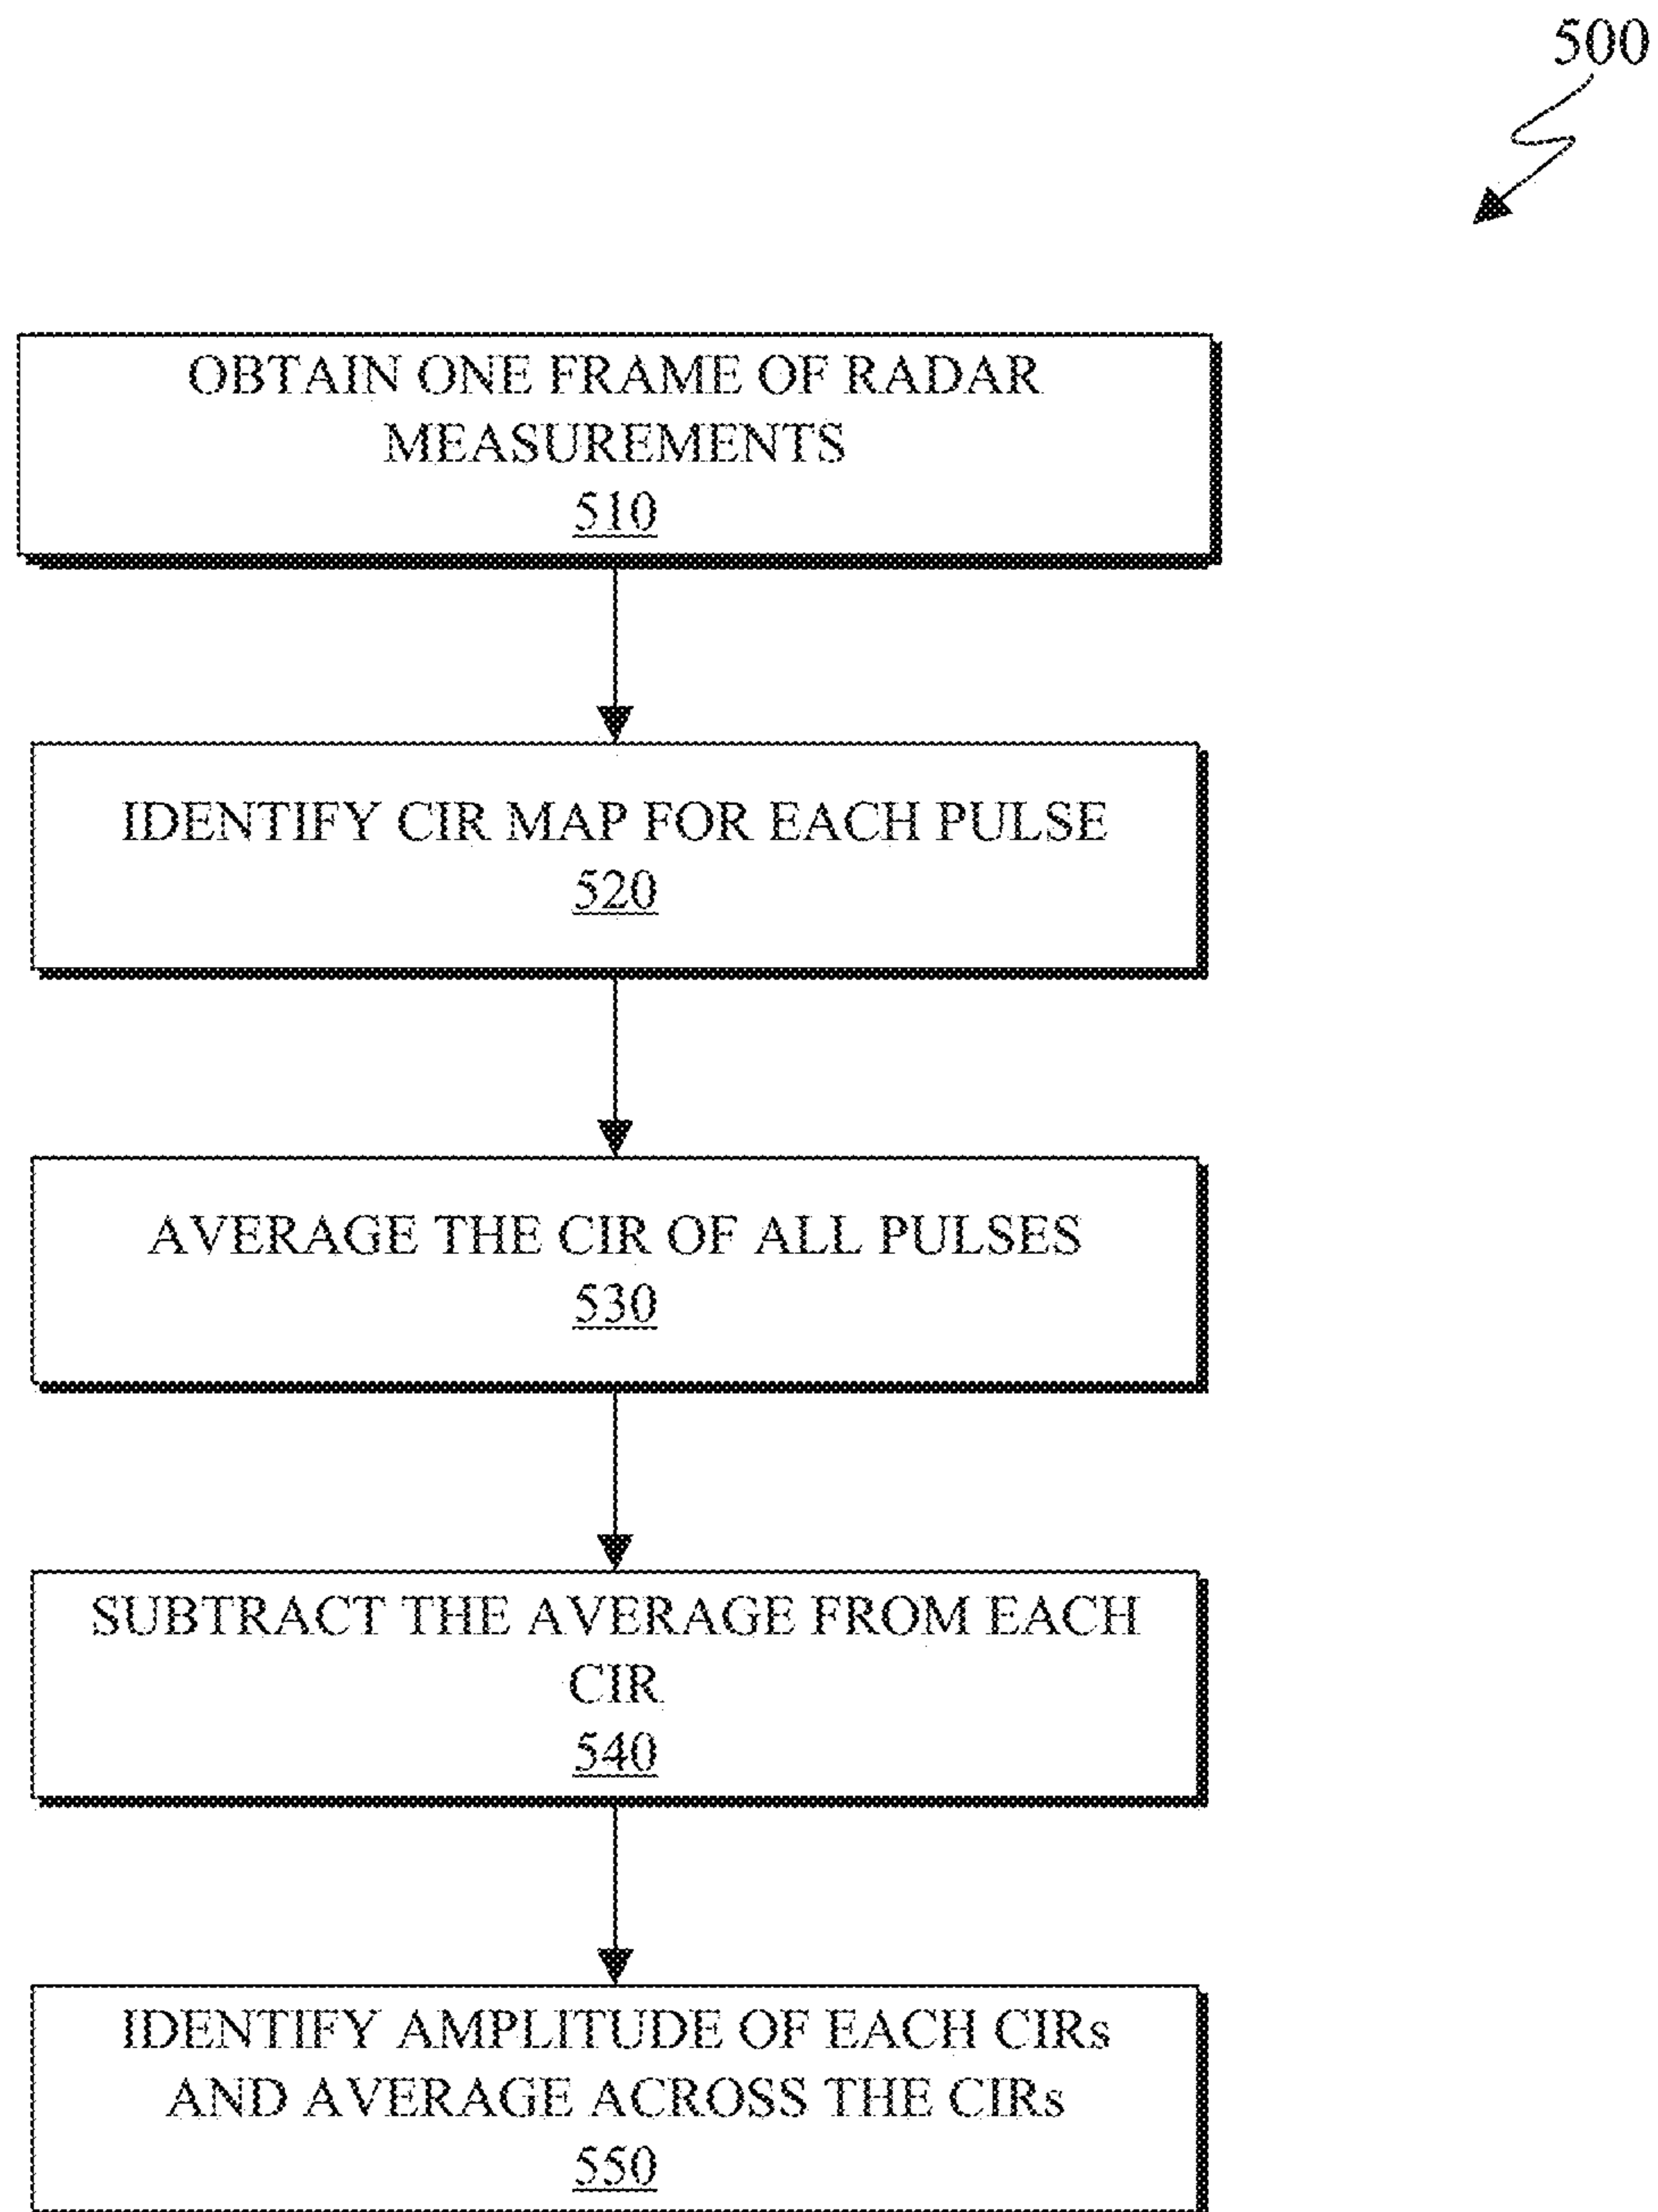 500
OBTAIN ONE FRAME OF RADAR
MEASUREMENTS
510
IDENTIFY CIR MAP FOR EACH PULSE
520
AVERAGE THE CIR OF ALL PULSES
530
SUBTRACT THE AVERAGE FROM EACH
CIR
540
IDENTIFY AMPLITUDE OF EACH CIRs
AND AVERAGE ACROSS THE CIRs
550